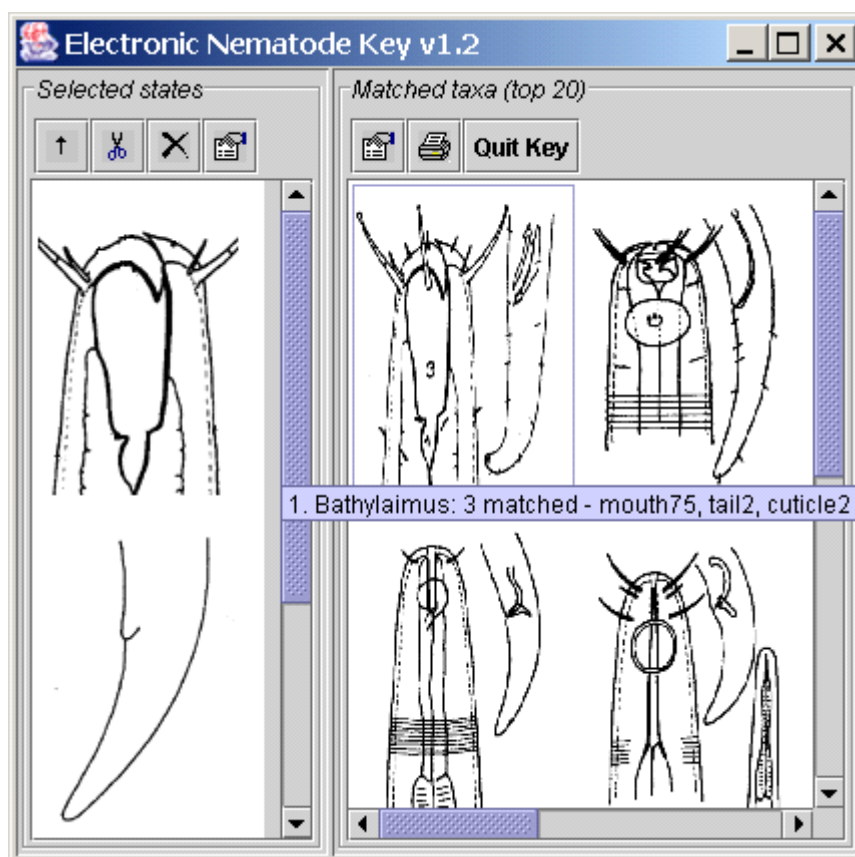 Electronic Nematode Key v1.2
Selected states
Matched taxa (top 20)
Quit Key
3
1. Bathylaimus: 3 matched - mouth75, tail2, cuticle2